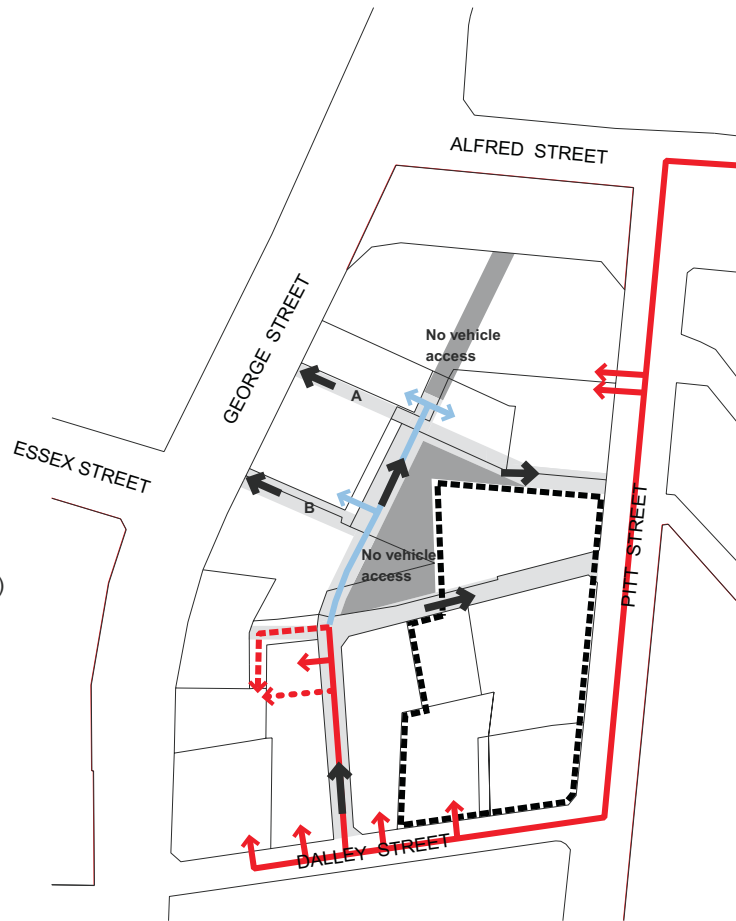 ALFRED STREET
GEORGE STREET
No vehicle
access
A
ESSEX STREET
B
PITT STREET
No vehicle
access
)
DALLEY STREET